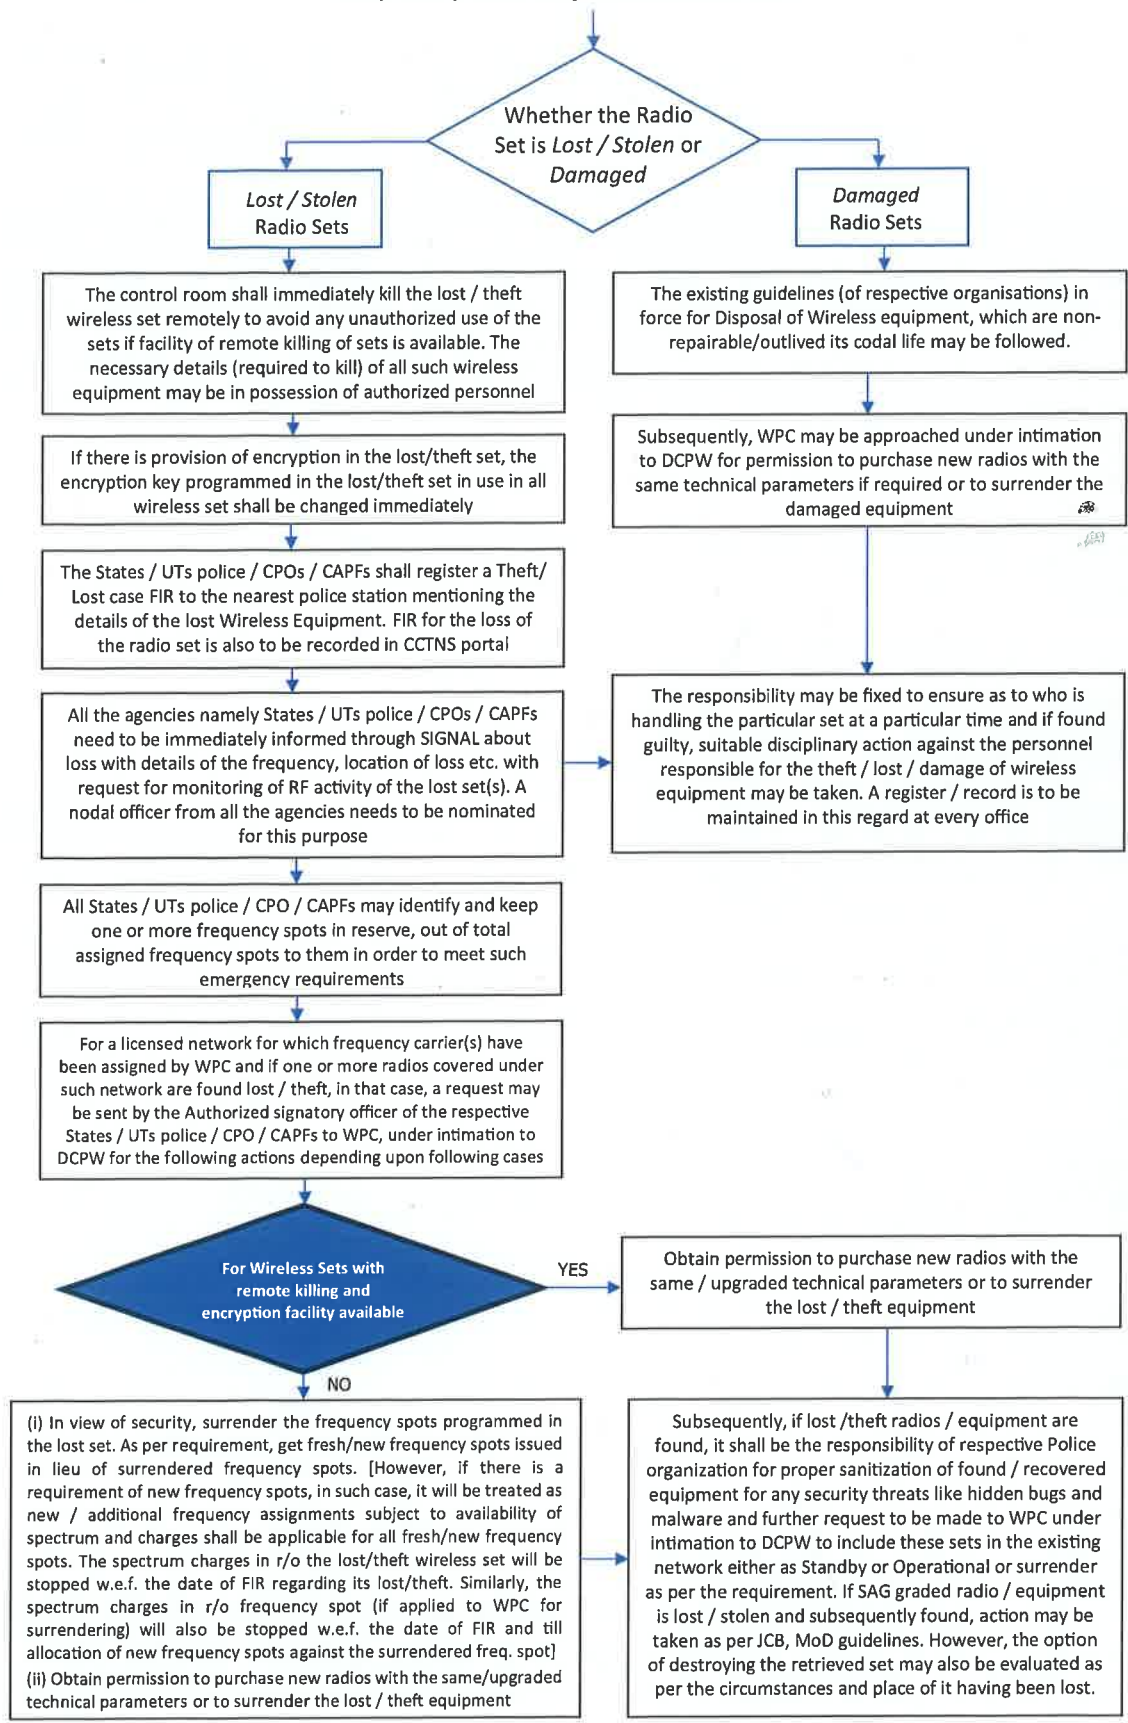 Whether the Radio
Set is Lost / Stolen or
Damaged
Lost / Stolen
Radio Sets
Damaged
Radio Sets
The control room shall immediately kill the lost / theft
wireless set remotely to avoid any unauthorized use of the
sets if facility of remote killing of sets is available. The
necessary details (required to kill) of all such wireless
equipment may be in possession of authorized personnel
The existing guidelines (of respective organisations) in
force for Disposal of Wireless equipment, which are non-
repairable/outlived its codal life may be followed.
If there is provision of encryption in the lost/theft set, the
encryption key programmed in the lost/theft set in use in all
wireless set shall be changed immediately
Subsequently, WPC may be approached under intimation
to DCPW for permission to purchase new radios with the
same technical parameters if required or to surrender the
damaged equipment
The States / UTs police / CPOs / CAPFs shall register a Theft/
Lost case FIR to the nearest police station mentioning the
details of the lost Wireless Equipment. FIR for the loss of
the radio set is also to be recorded in CCTNS portal
All the agencies namely States / UTs police / CPOs / CAPFs
need to be immediately informed through SIGNAL about
loss with details of the frequency, location of loss etc. with
request for monitoring of RF activity of the lost set(s). A
nodal officer from all the agencies needs to be nominated
for this purpose
The responsibility may be fixed to ensure as to who is
handling the particular set at a particular time and if found
guilty, suitable disciplinary action against the personnel
responsible for the theft / lost / damage of wireless
equipment may be taken. A register / record is to be
maintained in this regard at every office
All States / UTs police / CPO / CAPFs may identify and keep
one or more frequency spots in reserve, out of total
assigned frequency spots to them in order to meet such
emergency requirements
For a licensed network for which frequency carrier(s) have
been assigned by WPC and if one or more radios covered under
such network are found lost / theft, in that case, a request may
be sent by the Authorized signatory officer of the respective
States / UTs police / CPO / CAPFs to WPC, under intimation to
DCPW for the following actions depending upon following cases
For Wireless Sets with
remote killing and
encryption facility available
YES
Obtain permission to purchase new radios with the
same / upgraded technical parameters or to surrender
the lost / theft equipment
NO
(i) In view of security, surrender the frequency spots programmed in
the lost set. As per requirement, get fresh/new frequency spots issued
in lieu of surrendered frequency spots. [However, if there is a
requirement of new frequency spots, in such case, it will be treated as
new / additional frequency assignments subject to availability of
spectrum and charges shall be applicable for all fresh/new frequency
spots. The spectrum charges in r/o the lost/theft wireless set will be
stopped w.e.f. the date of FIR regarding its lost/theft. Similarly, the
spectrum charges in r/o frequency spot (if applied to WPC for
surrendering) will also be stopped w.e.f. the date of FIR and till
allocation of new frequency spots against the surrendered freq. spot]
(ii) Obtain permission to purchase new radios with the same/upgraded
technical parameters or to surrender the lost / theft equipment
Subsequently, if lost /theft radios / equipment are
found, it shall be the responsibility of respective Police
organization for proper sanitization of found / recovered
equipment for any security threats like hidden bugs and
malware and further request to be made to WPC under
intimation to DCPW to include these sets in the existing
network either as Standby or Operational or surrender
as per the requirement. If SAG graded radio / equipment
is lost / stolen and subsequently found, action may be
taken as per JCB, MoD guidelines. However, the option
of destroying the retrieved set may also be evaluated as
per the circumstances and place of it having been lost.